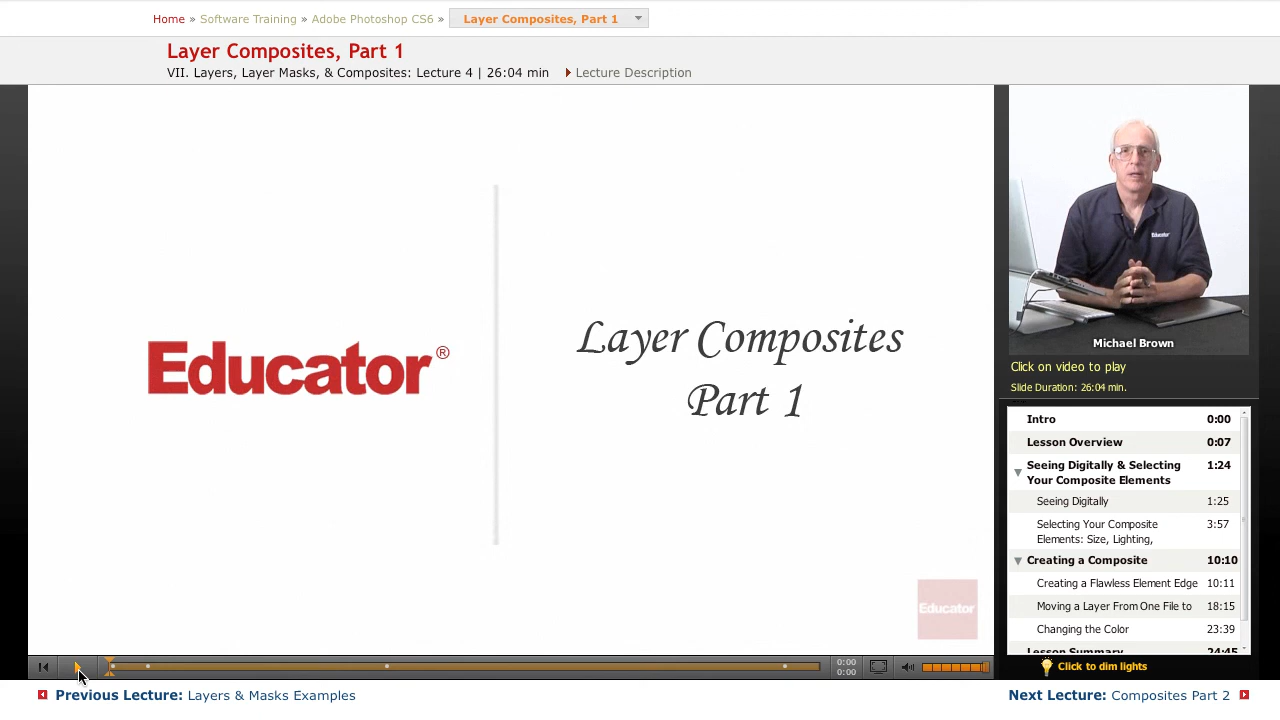 Home » Software Training » Adobe Photoshop CS6 » Layer Composites, Part 1
Layer Composites, Part 1
VII. Layers, Layer Masks, & Composites: Lecture 4 | 26:04 min Lecture Description
Educator®
Layer Composites
Part 1
Educator
Educator
Michael Brown
Click on video to play
Slide Duration: 26:04 min.
Intro 0:00
Lesson Overview 0:07
Seeing Digitally & Selecting 1:24
Your Composite Elements
Seeing Digitally 1:25
Selecting Your Composite 3:57
Elements: Size, Lighting,
Creating a Composite 10:10
Creating a Flawless Element Edge 10:11
Moving a Layer From One File to 18:15
Changing the Color 23:39
Lesson Summary 24:45
0:00
0:00
Click to dim lights
Previous Lecture: Layers & Masks Examples
Next Lecture: Composites Part 2